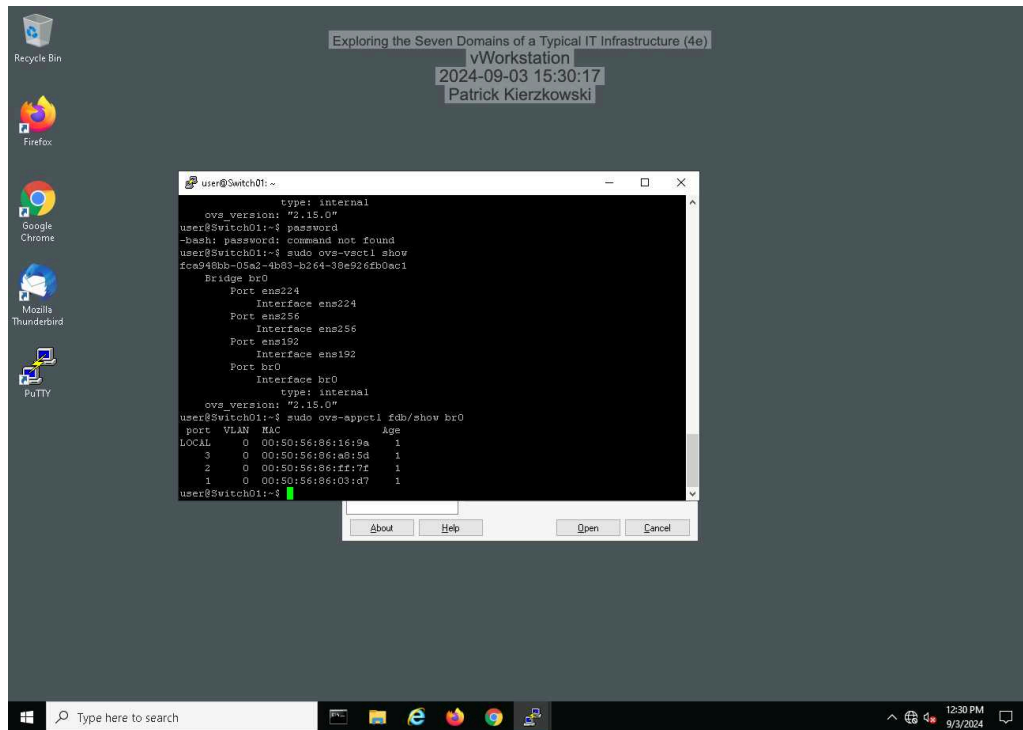 Exploring the Seven Domains of a Typical IT Infrastructure (4e)
vWorkstation
2024-09-03 15:30:17
Patrick Kierzkowski
Recycle Bin
Firefox
Google
Chrome
Mozilla
Thunderbird
PuTTY
user@Switch01: ~
type: internal
ovs_version: "2.15.0"
user@Switch01:~$ password
-bash: password: command not found
user@Switch01:~$ sudo ovs-vsctl show
fca948bb-05a2-4b83-b264-38e926fb0ac1
Bridge br0
Port ens224
Interface ens224
Port ens256
Interface ens256
Port ens192
Interface ens192
Port br0
Interface br0
type: internal
ovs_version: "2.15.0"
user@Switch01:~$ sudo ovs-appctl fdb/show br0
port VLAN MAC Age
LOCAL 0 00:50:56:86:16:9a 1
3 0 00:50:56:86:a8:5d 1
2 0 00:50:56:86:ff:7f 1
1 0 00:50:56:86:03:d7 1
user@Switch01:~$
About Help Open Cancel
Type here to search
12:30 PM
9/3/2024